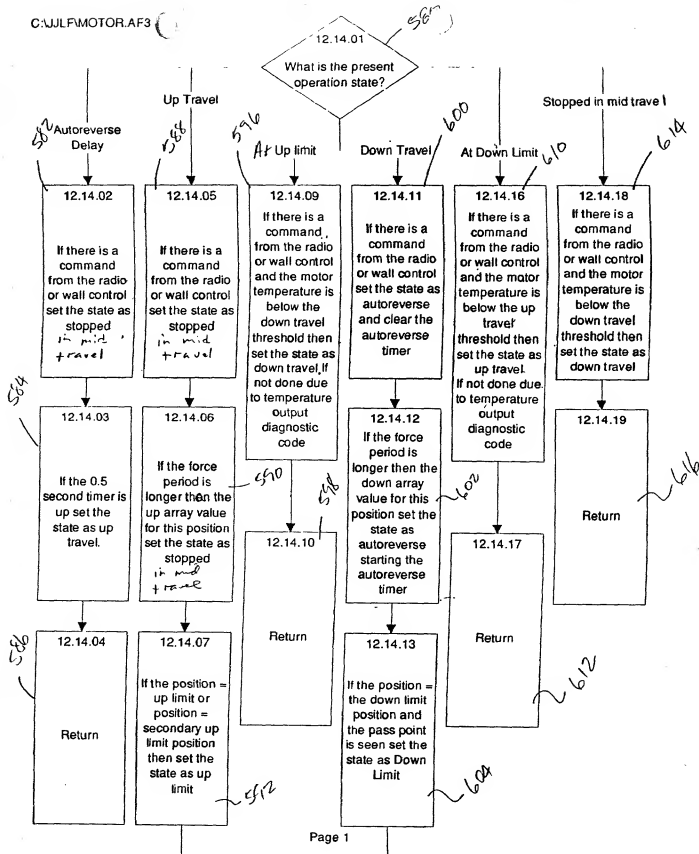 C:\JJLF\MOTOR.AF3
12.14.01
What is the present
operation state?
582
Autoreverse
Delay
12.14.02
If there is a
command
from the radio
or wall control
set the state as
stopped
in mid
travel
584
12.14.03
If the 0.5
second timer is
up set the
state as up
travel.
586
12.14.04
Return
Up Travel
588
12.14.05
If there is a
command
from the radio
or wall control
set the state as
stopped
in mid
travel
12.14.06
If the force
period is
longer then the
up array value
for this position
set the state as
stopped
in mid
travel
590
12.14.07
If the position =
up limit or
position =
secondary up
limit position
then set the
state as up
limit
592
596
At Up limit
12.14.09
If there is a
command
from the radio
or wall control
and the motor
temperature is
below the
down travel
threshold then
set the state as
down travel. If
not done due
to temperature
output
diagnostic
code
598
12.14.10
Return
600
Down Travel
12.14.11
If there is a
command
from the radio
or wall control
set the state as
autoreverse
and clear the
autoreverse
timer
12.14.12
If the force
period is
longer then the
down array
value for this
position set the
state as
autoreverse
starting the
autoreverse
timer
602
12.14.13
If the position =
the down limit
position and
the pass point
is seen set the
state as Down
Limit
604
At Down Limit
610
12.14.16
If there is a
command
from the radio
or wall control
and the motor
temperature is
below the up
travel
threshold then
set the state as
up travel.
If not done due
to temperature
output
diagnostic
code
12.14.17
Return
612
Stopped in mid travel
614
12.14.18
If there is a
command
from the radio
or wall control
and the motor
temperature is
below the
down travel
threshold then
set the state as
down travel
12.14.19
Return
616
Page 1